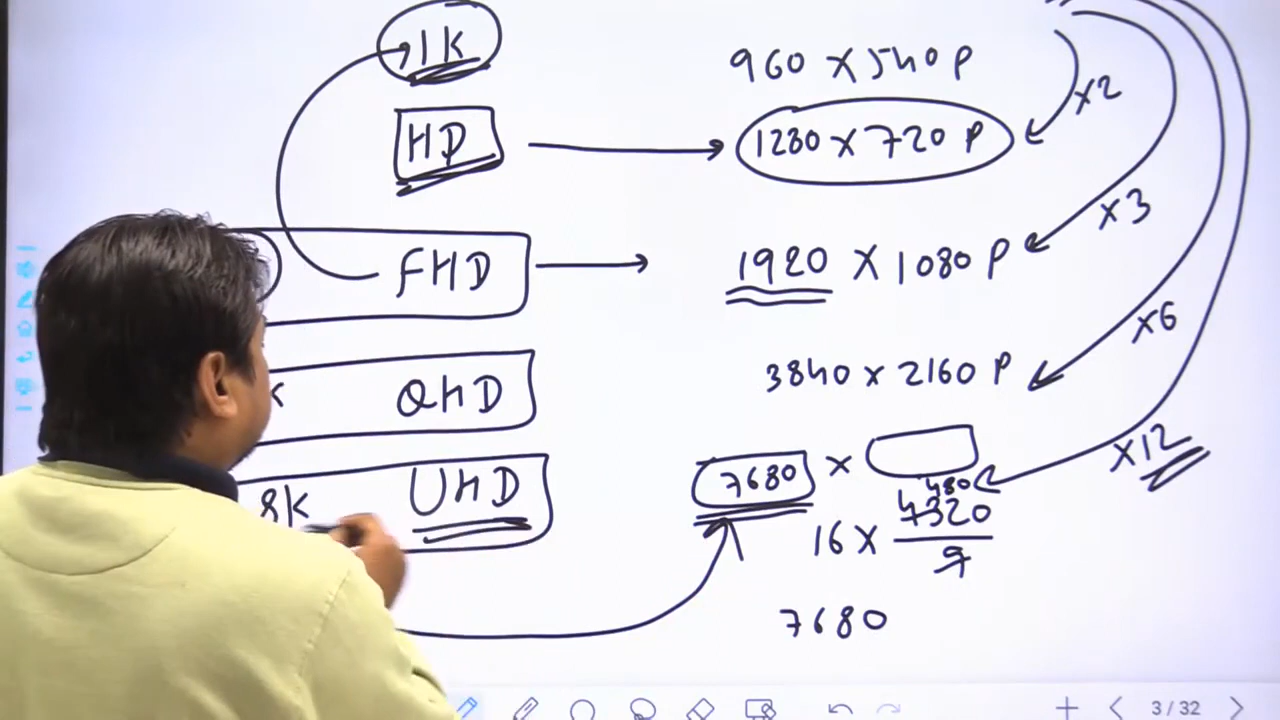 1K
960 X 540 P
X2
HD
1280 X 720 P
X3
FHD
1920 X 1080 P
X6
QHD
3840 X 2160 P
X12
8K UHD
7680 X
480
16 X 4320
9
7680
3 / 32